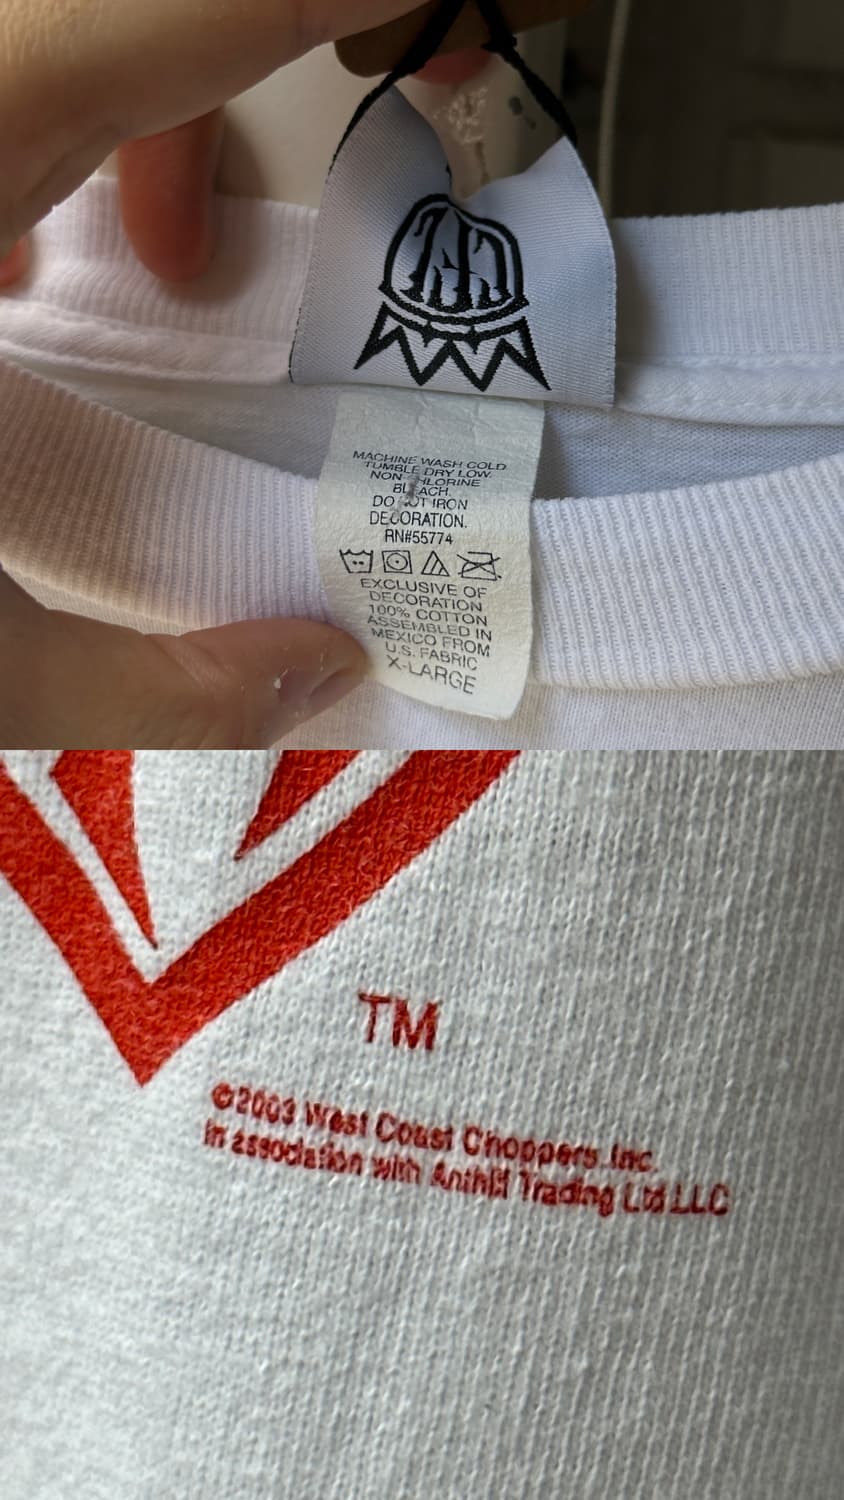 MACHINE WASH COLD
TUMBLE DRY LOW.
NON-CHLORINE
BLEACH.
DO NOT IRON
DECORATION.
RN#55774
EXCLUSIVE OF
DECORATION
100% COTTON
ASSEMBLED IN
MEXICO FROM
U.S. FABRIC
X-LARGE
TM
©2003 West Coast Choppers, Inc.
in association with Anthill Trading Ltd LLC